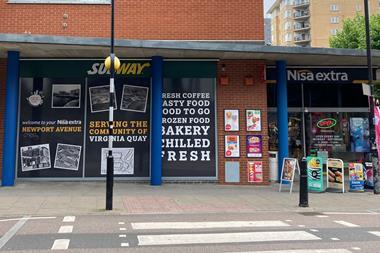 SUBWAY
Nisa extra
welcome to your Nisa extra
NEWPORT AVENUE
SERVING THE
COMMUNITY OF
VIRGINIA QUAY
FRESH COFFEE
TASTY FOOD
FOOD TO GO
FROZEN FOOD
BAKERY
CHILLED
FRESH